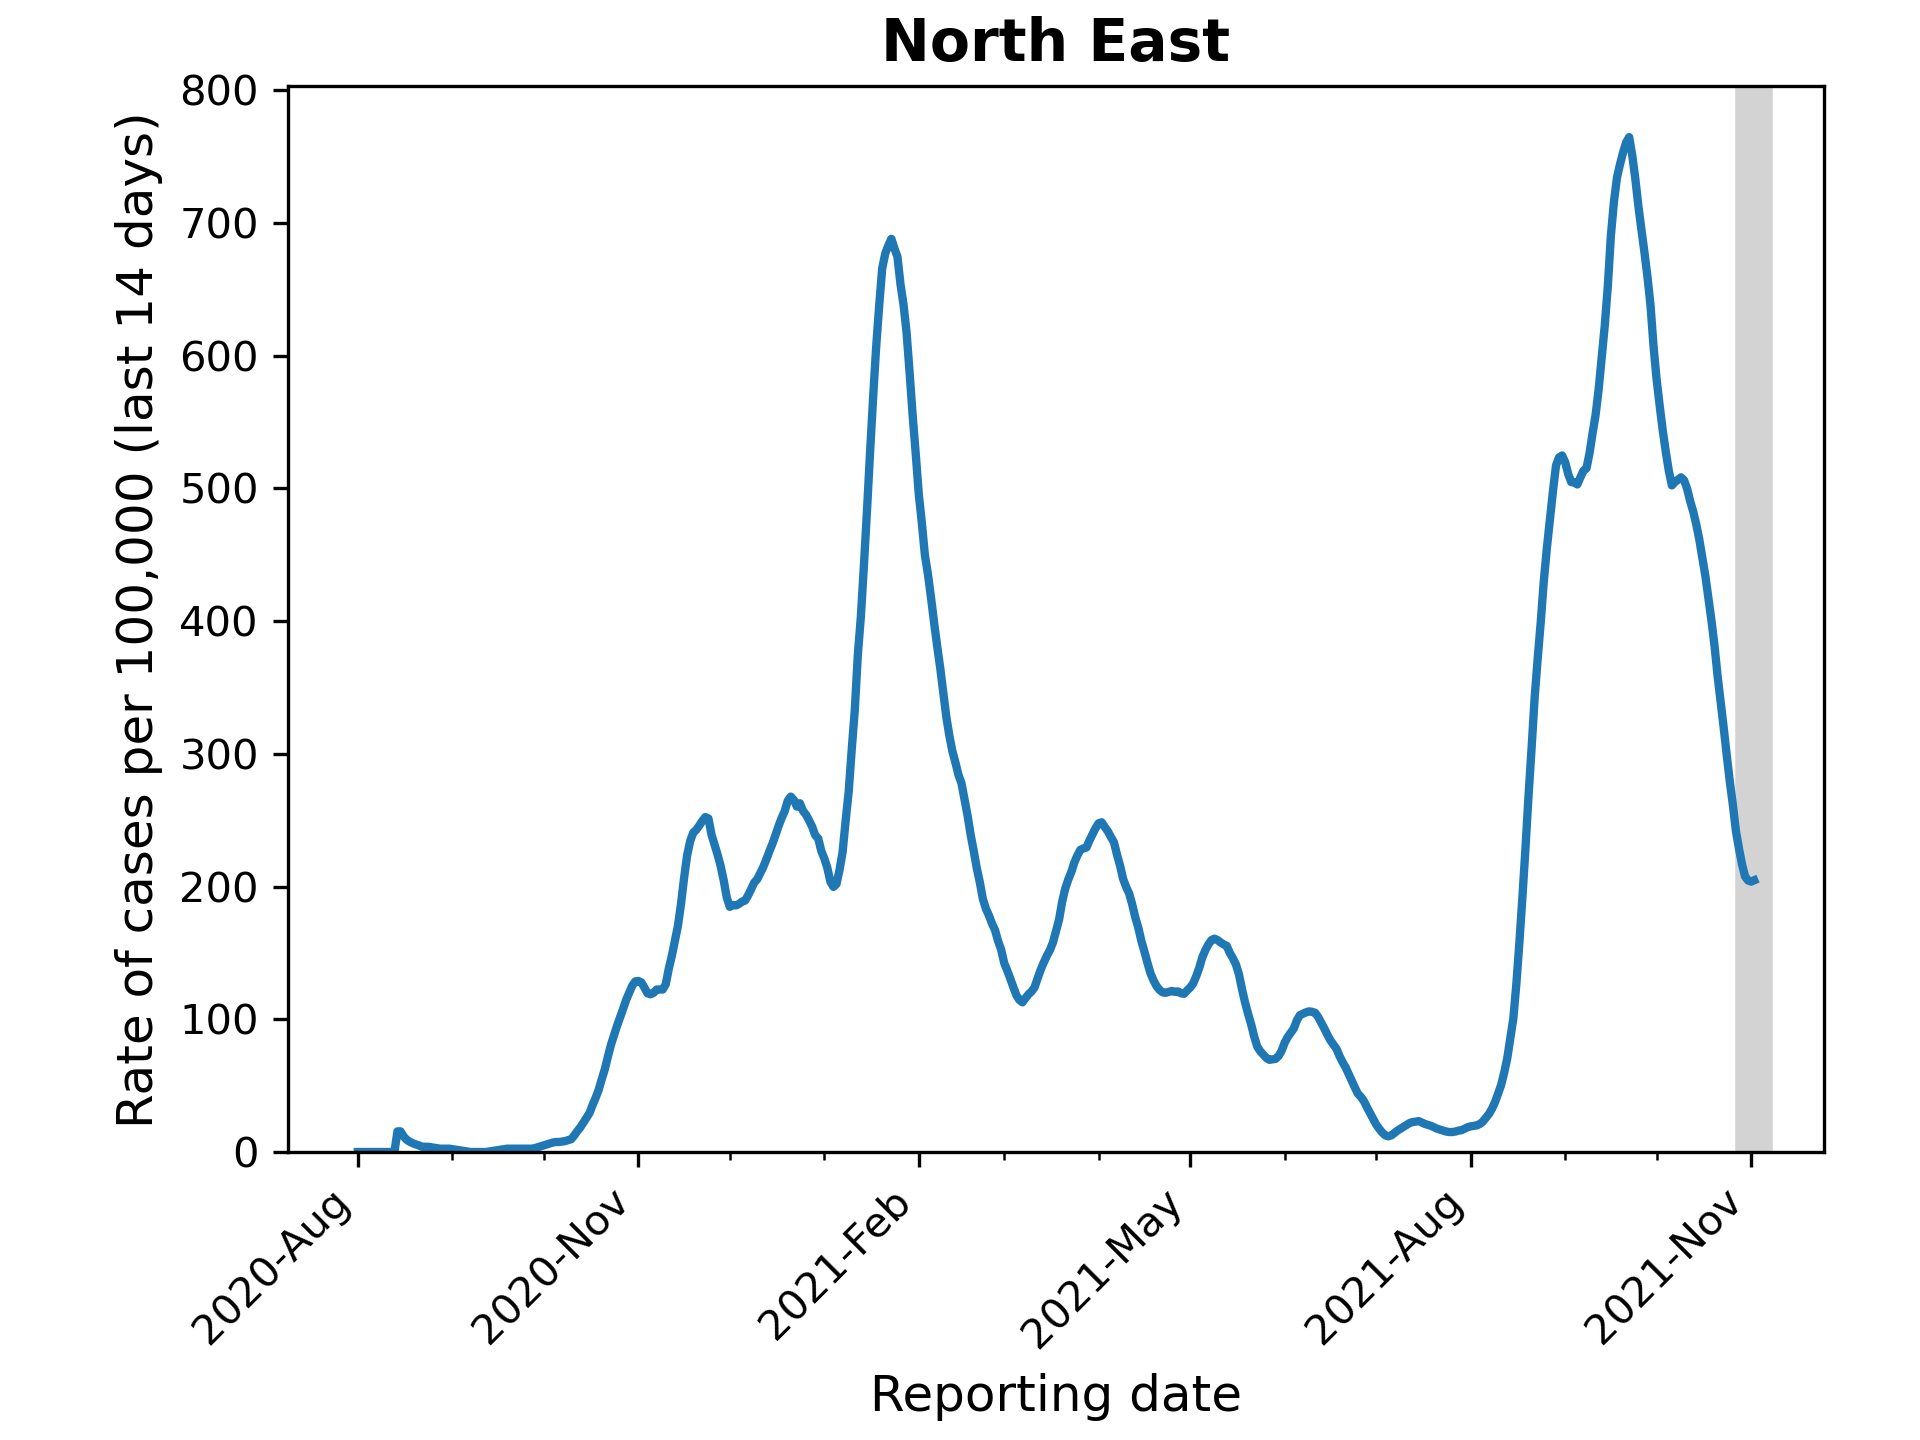 North East
Rate of cases per 100,000 (last 14 days)
800
700
600
500
400
300
200
100
0
2020-Aug
2020-Nov
2021-Feb
2021-May
2021-Aug
2021-Nov
Reporting date